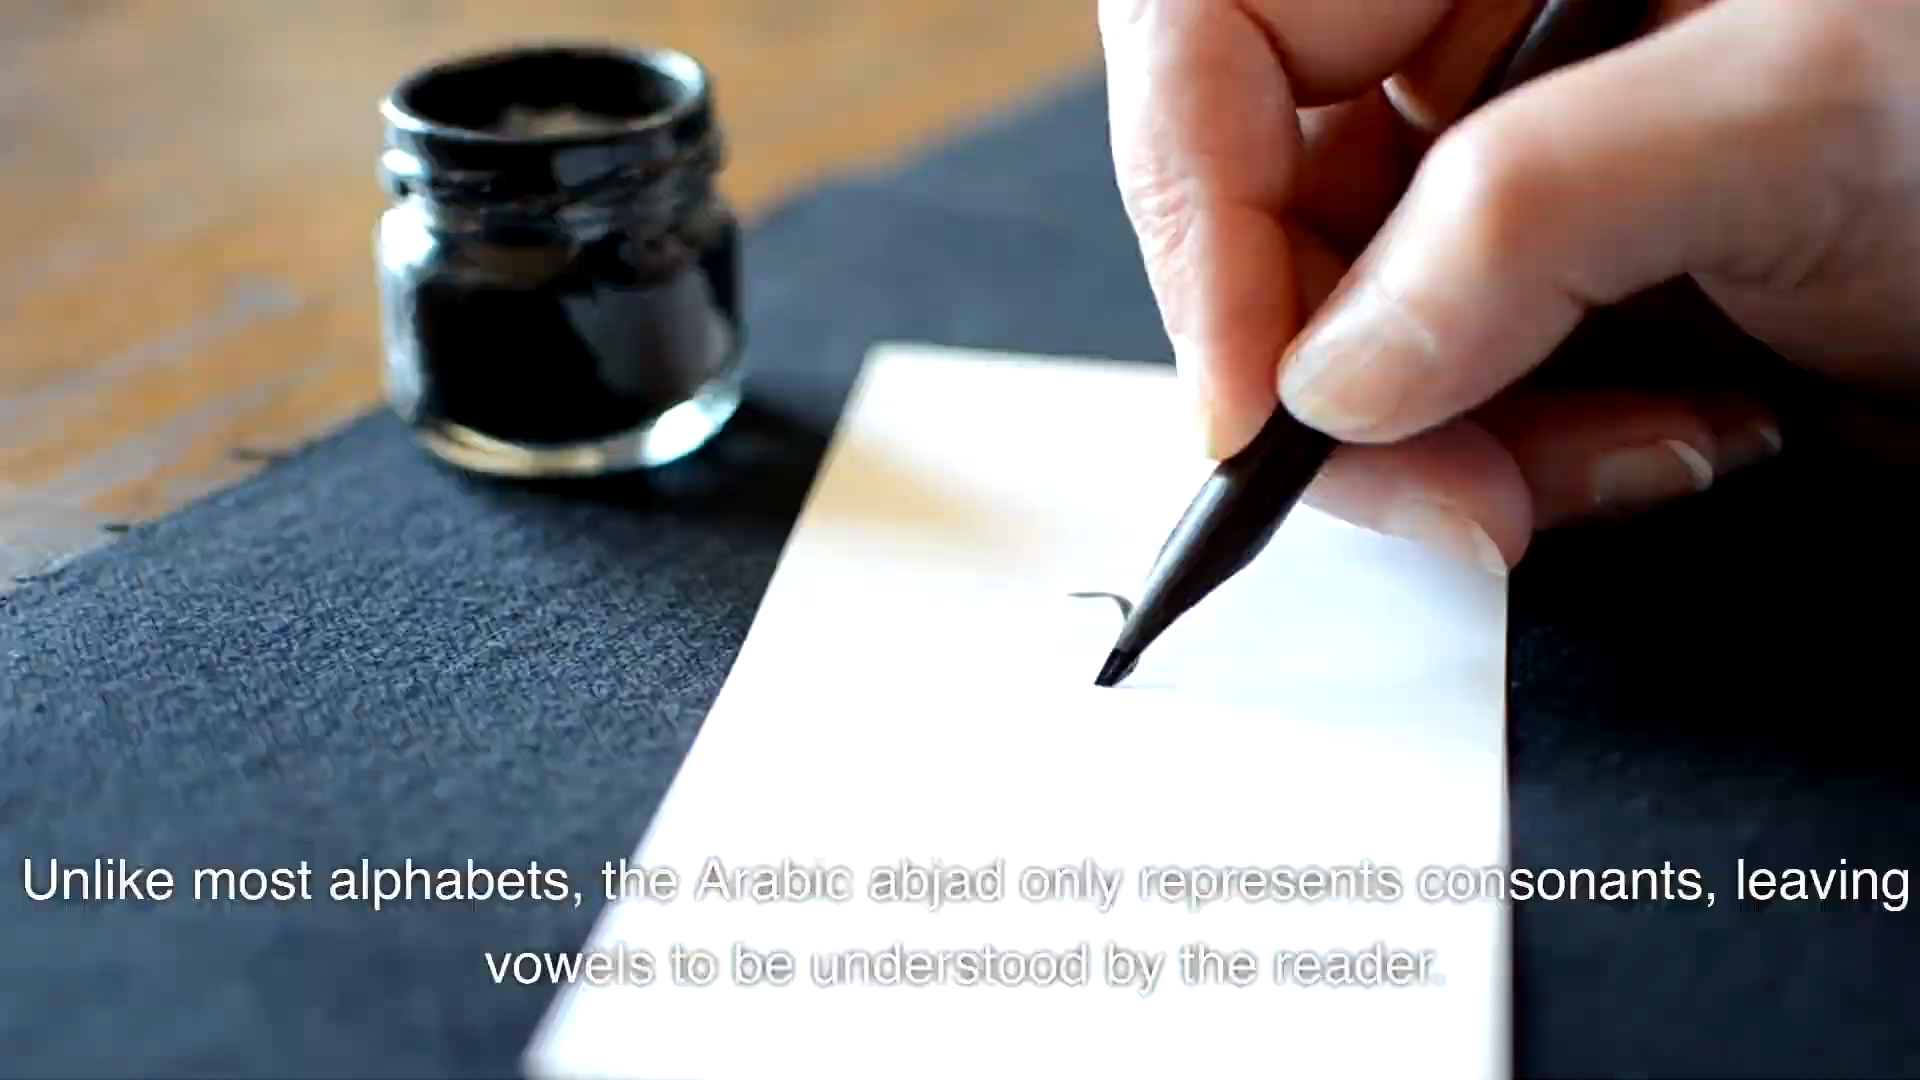 Unlike most alphabets, the Arabic abjad only represents consonants, leaving
vowels to be understood by the reader.